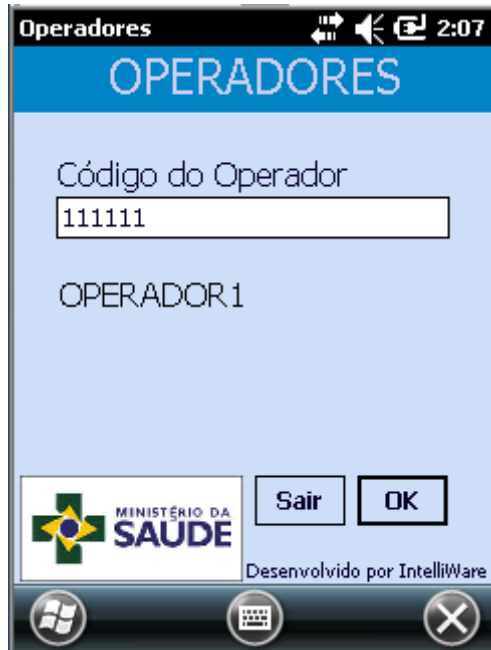 Operadores 2:07
OPERADORES
Código do Operador
111111
OPERADOR1
MINISTÉRIO DA
SAÚDE
Sair OK
Desenvolvido por IntelliWare